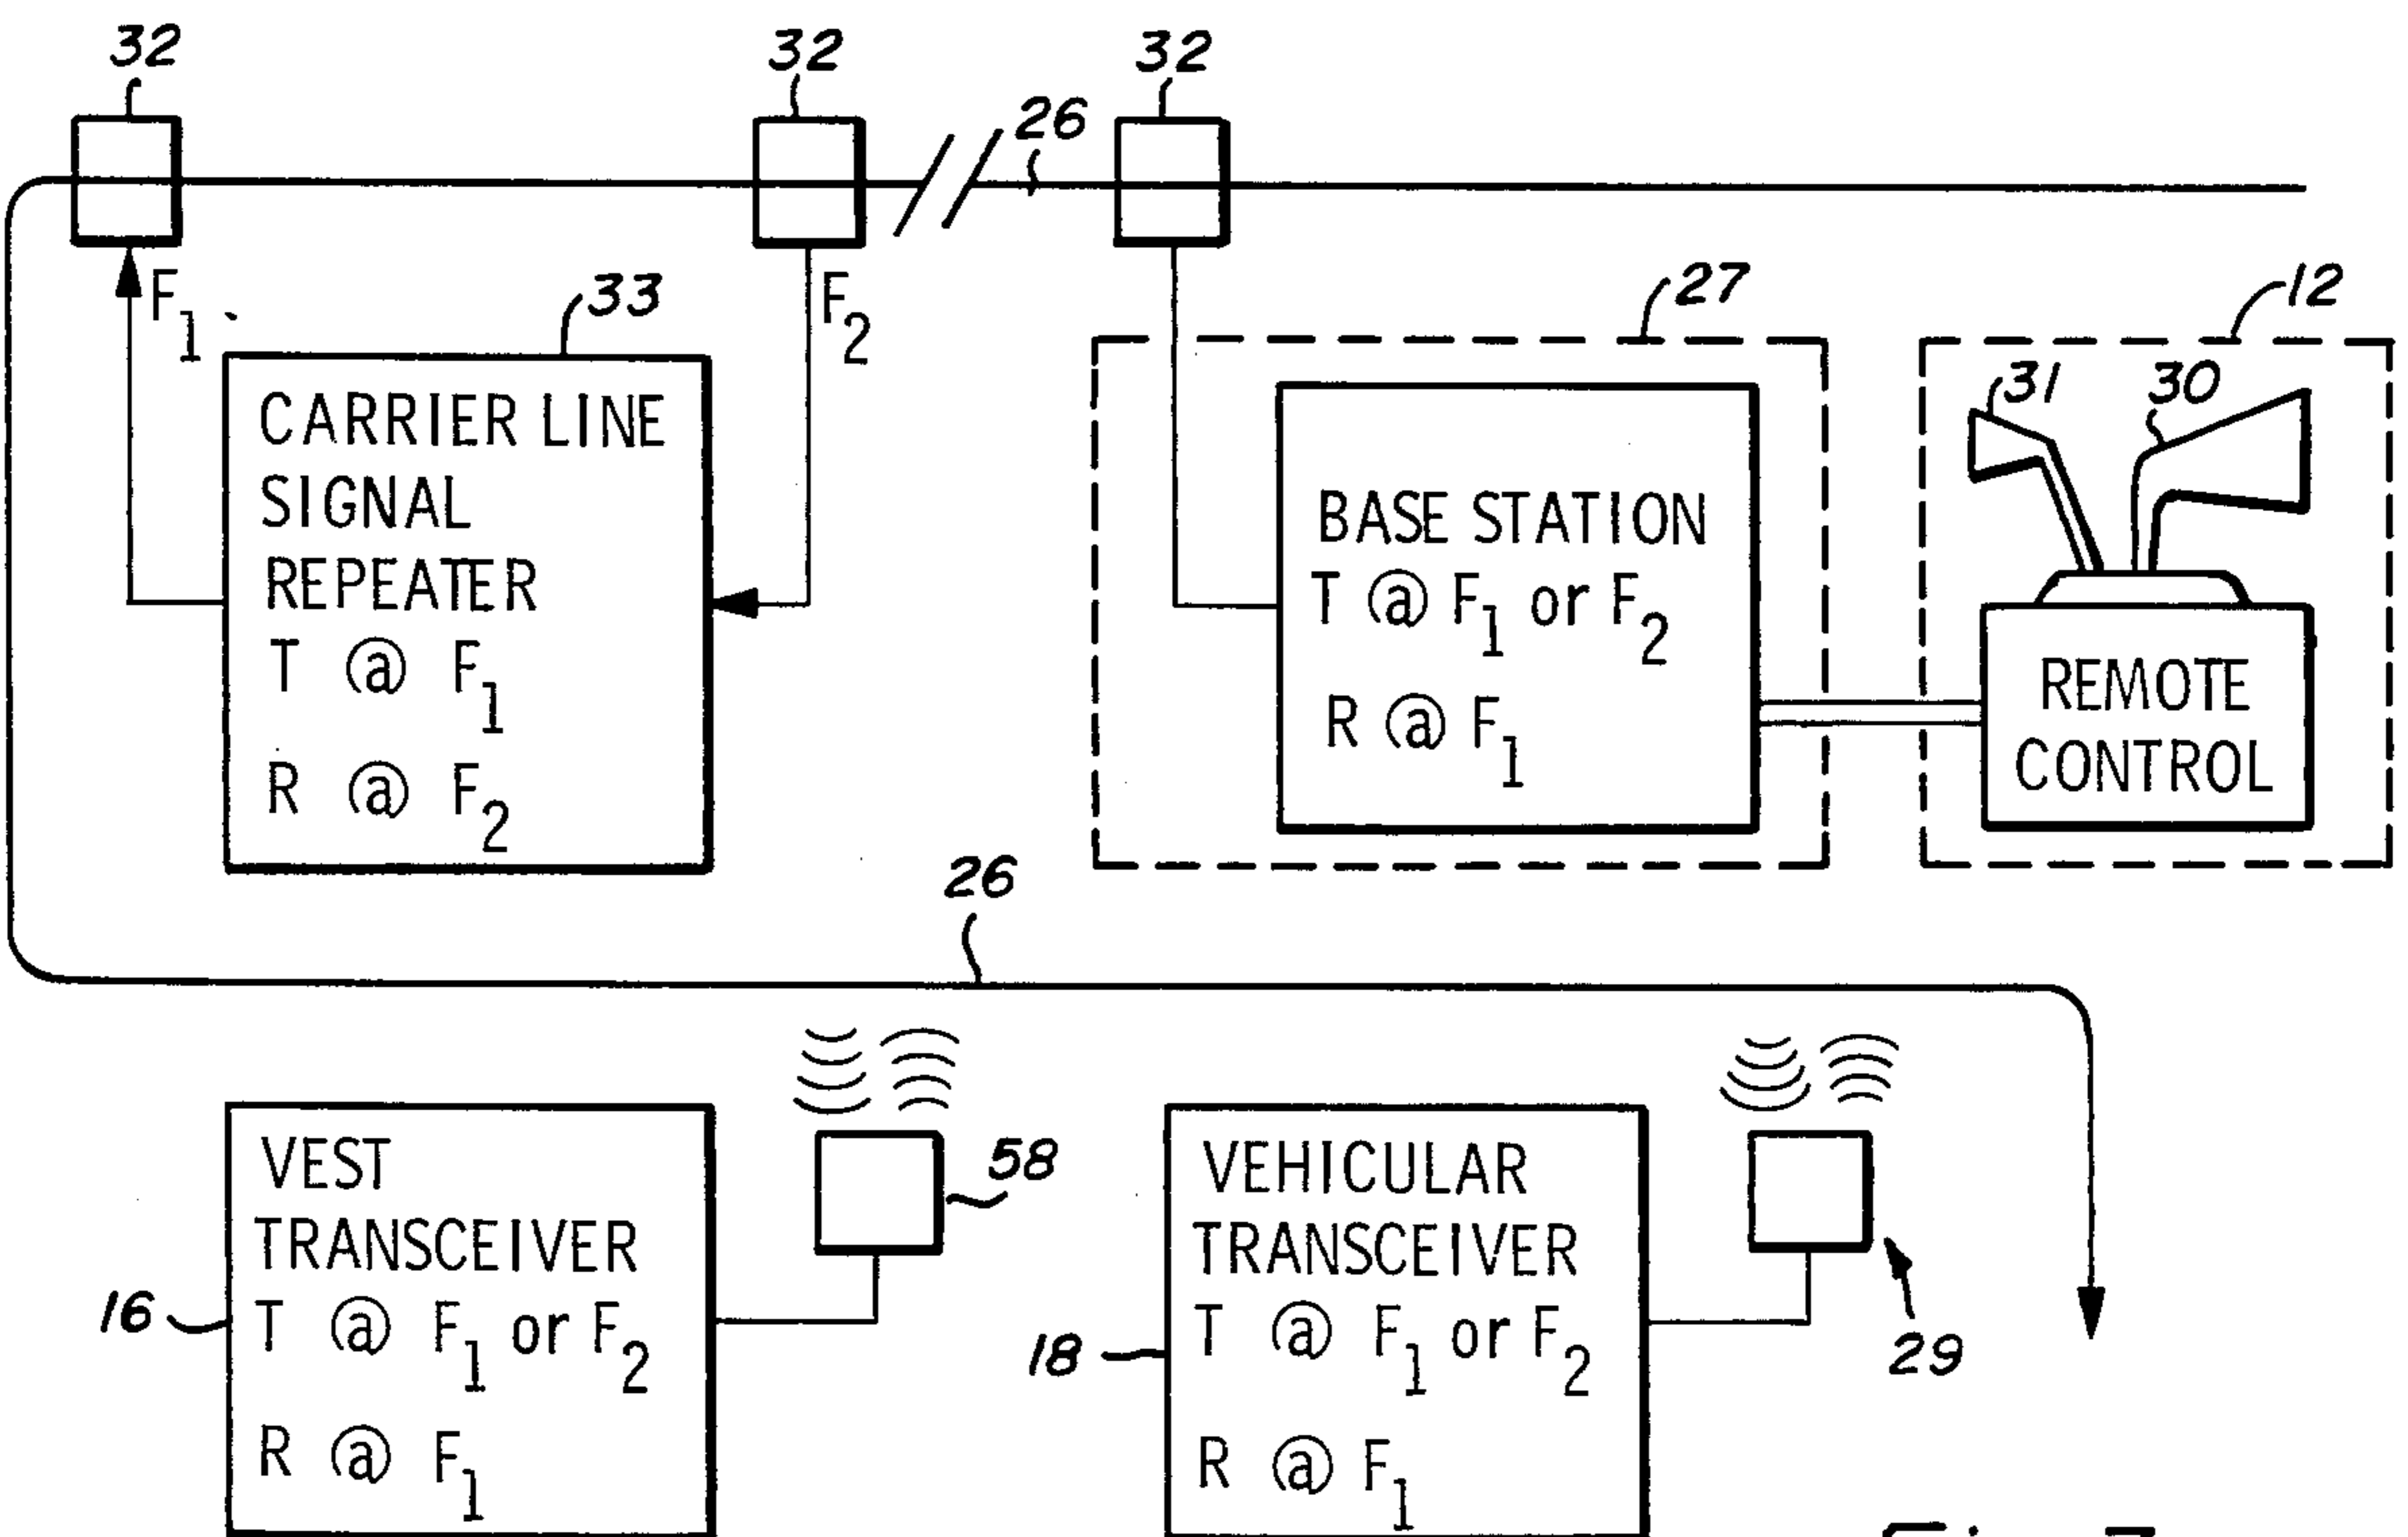 32
32
32
26
F1
F2
33
27
12
31
30
CARRIER LINE
SIGNAL
REPEATER
T @ F1
R @ F2
BASE STATION
T @ F1 or F2
R @ F1
REMOTE
CONTROL
26
VEST
TRANSCEIVER
T @ F1 or F2
R @ F1
16
58
VEHICULAR
TRANSCEIVER
T @ F1 or F2
R @ F1
18
29